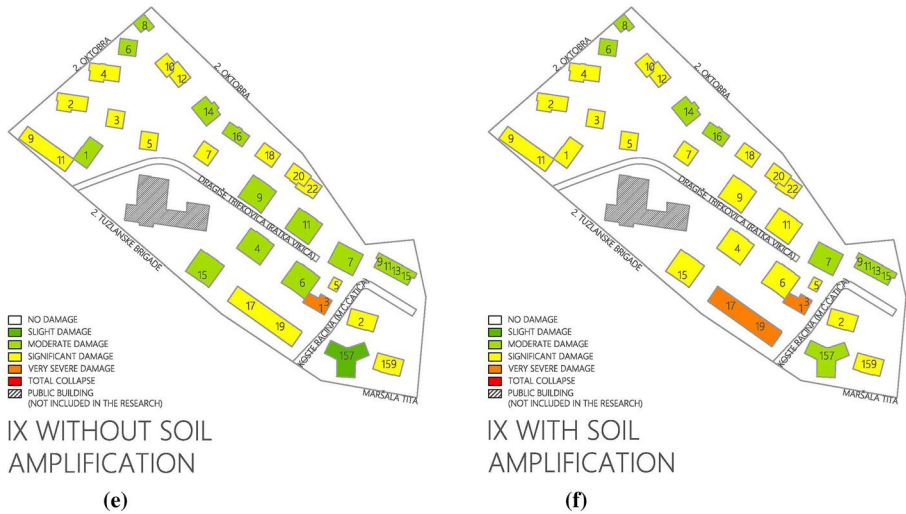 8
6
2. OKTOBRA
2. OKTOBRA
4
10
12
2
3
14
16
9
11
1
5
7
18
20
22
9
DRAGIŠE TRIFKOVIĆA (RATKA VIKIĆA)
11
2. TUZLANSKE BRIGADE
4
7
9 11 13 15
15
6
5
1
3
17
19
KOSTE RACINA (M.C.ČATIĆA)
2
157
159
MARŠALA TITA
NO DAMAGE
SLIGHT DAMAGE
MODERATE DAMAGE
SIGNIFICANT DAMAGE
VERY SEVERE DAMAGE
TOTAL COLLAPSE
PUBLIC BUILDING
(NOT INCLUDED IN THE RESEARCH)
IX WITHOUT SOIL
AMPLIFICATION
(e)
8
6
2. OKTOBRA
2. OKTOBRA
4
10
12
2
3
14
16
9
11
1
5
7
18
20
22
9
DRAGIŠE TRIFKOVIĆA (RATKA VIKIĆA)
11
2. TUZLANSKE BRIGADE
4
7
9 11 13 15
15
6
5
1
3
17
19
KOSTE RACINA (M.C.ČATIĆA)
2
157
159
MARŠALA TITA
NO DAMAGE
SLIGHT DAMAGE
MODERATE DAMAGE
SIGNIFICANT DAMAGE
VERY SEVERE DAMAGE
TOTAL COLLAPSE
PUBLIC BUILDING
(NOT INCLUDED IN THE RESEARCH)
IX WITH SOIL
AMPLIFICATION
(f)